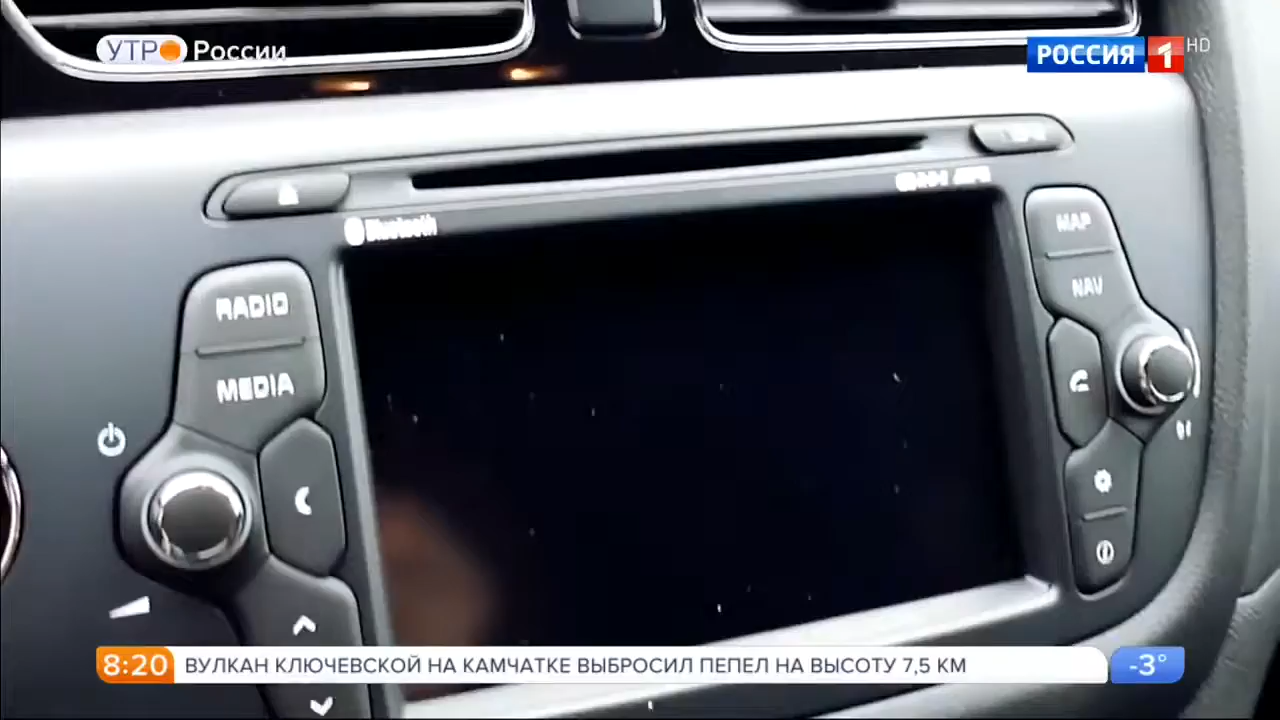 УТРО России
РОССИЯ 1 HD
Bluetooth
MAP
RADIO
NAV
MEDIA
8:20 ВУЛКАН КЛЮЧЕВСКОЙ НА КАМЧАТКЕ ВЫБРОСИЛ ПЕПЕЛ НА ВЫСОТУ 7,5 КМ -3°